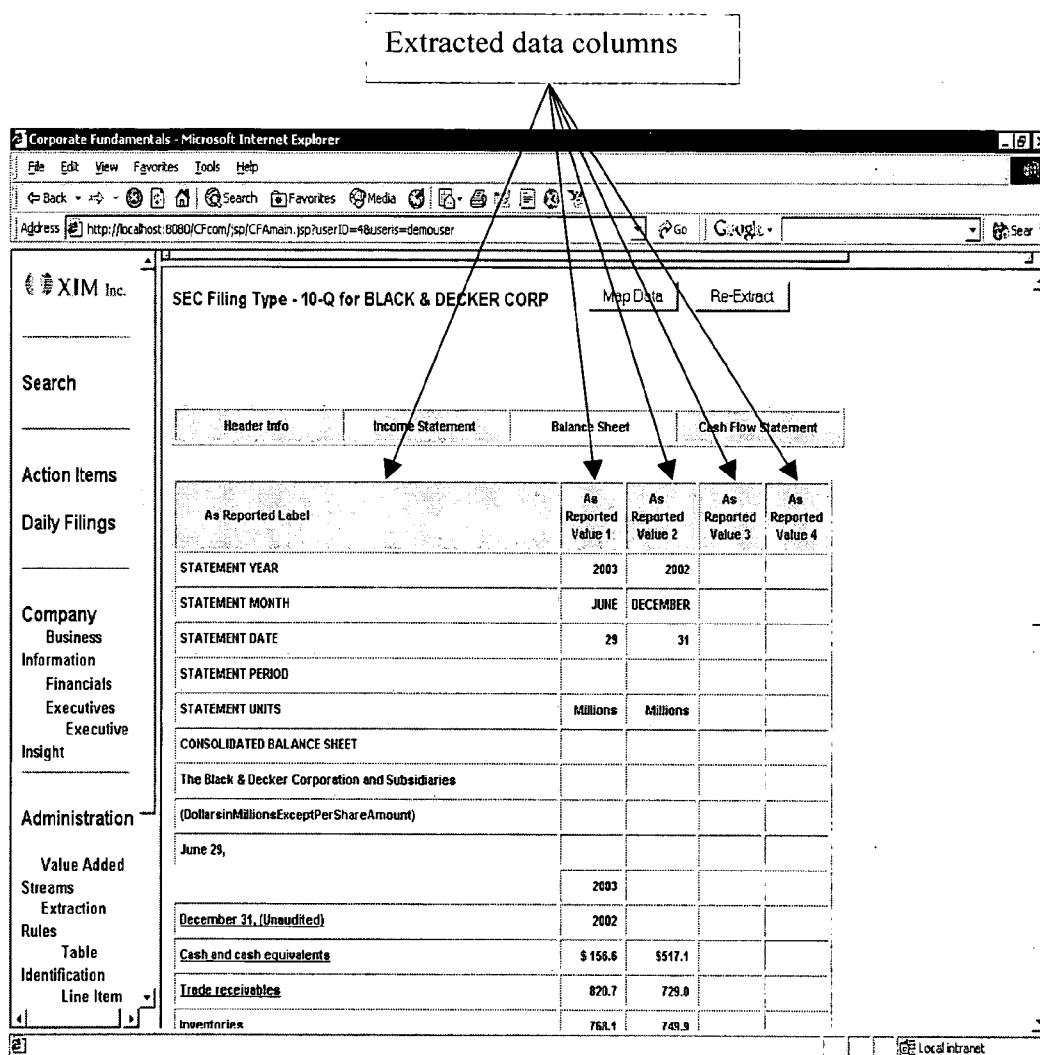 Extracted data columns
Corporate Fundamentals - Microsoft Internet Explorer
File Edit View Favorites Tools Help
Back Search Favorites Media
Address http://localhost:8080/CFcom/jsp/CFAmain.jsp?userID=4&useris=demouser Go Google Sear
XIM Inc.
Search
Action Items
Daily Filings
Company
Business
Information
Financials
Executives
Executive
Insight
Administration
Value Added
Streams
Extraction
Rules
Table
Identification
Line Item
SEC Filing Type - 10-Q for BLACK & DECKER CORP Map Data Re-Extract
Header Info Income Statement Balance Sheet Cash Flow Statement
As Reported Label As Reported Value 1 As Reported Value 2 As Reported Value 3 As Reported Value 4
STATEMENT YEAR 2003 2002
STATEMENT MONTH JUNE DECEMBER
STATEMENT DATE 29 31
STATEMENT PERIOD
STATEMENT UNITS Millions Millions
CONSOLIDATED BALANCE SHEET
The Black & Decker Corporation and Subsidiaries
(DollarsinMillionsExceptPerShareAmount)
June 29,
2003
December 31, (Unaudited) 2002
Cash and cash equivalents $ 156.6 $517.1
Trade receivables 820.7 729.0
Inventories 768.1 749.9
Local intranet